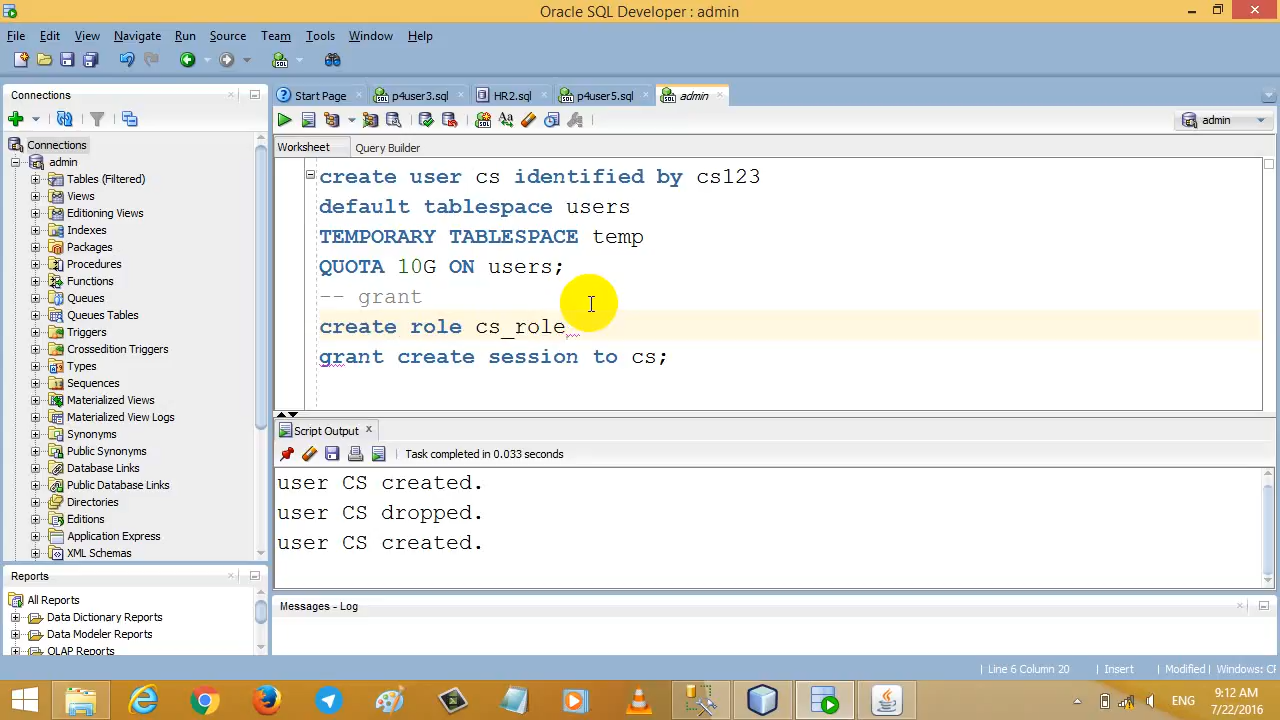 Oracle SQL Developer : admin
File Edit View Navigate Run Source Team Tools Window Help
Connections
Start Page p4user3.sql HR2.sql p4user5.sql admin
admin
Worksheet Query Builder
Connections
admin
Tables (Filtered)
Views
Editioning Views
Indexes
Packages
Procedures
Functions
Queues
Queues Tables
Triggers
Crossedition Triggers
Types
Sequences
Materialized Views
Materialized View Logs
Synonyms
Public Synonyms
Database Links
Public Database Links
Directories
Editions
Application Express
XML Schemas
create user cs identified by cs123
default tablespace users
TEMPORARY TABLESPACE temp
QUOTA 10G ON users;
-- grant
create role cs_role
grant create session to cs;
Script Output
Task completed in 0.033 seconds
user CS created.
user CS dropped.
user CS created.
Reports
All Reports
Data Dictionary Reports
Data Modeler Reports
OLAP Reports
Messages - Log
Line 6 Column 20 Insert Modified Windows: CF
ENG
9:12 AM
7/22/2016